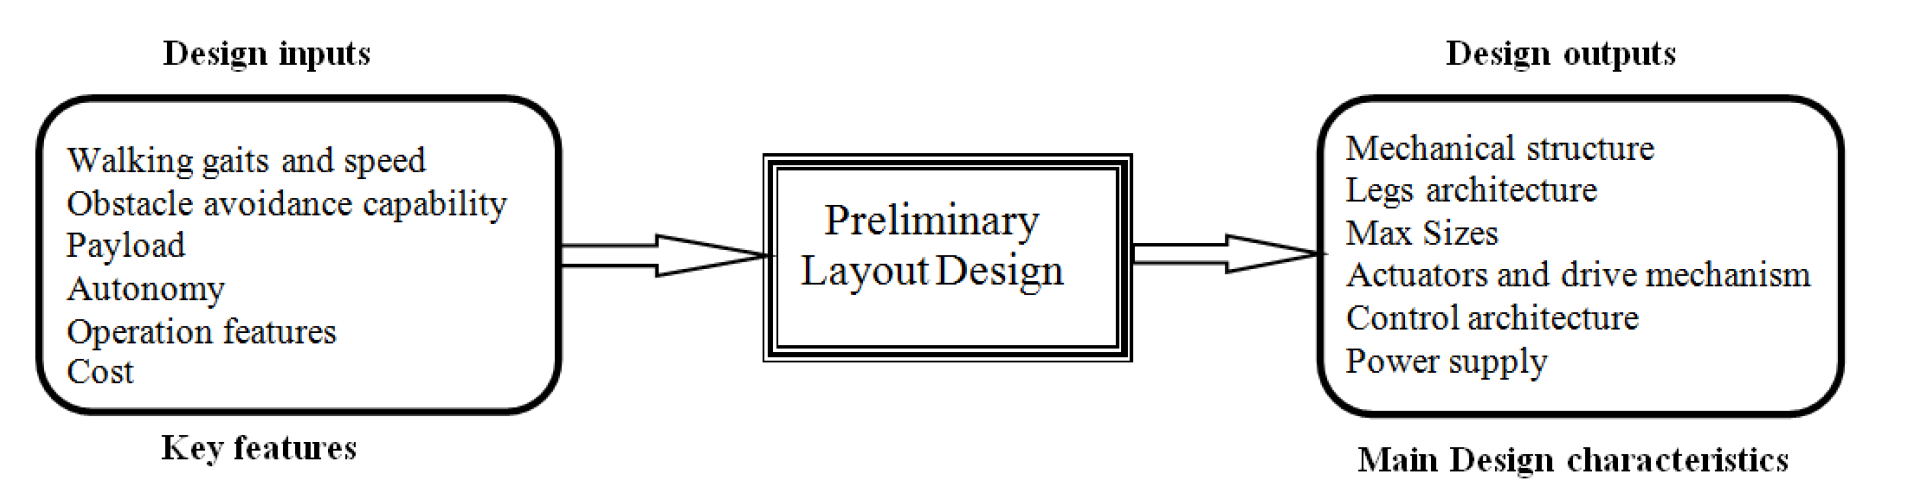 Design inputs
Walking gaits and speed
Obstacle avoidance capability
Payload
Autonomy
Operation features
Cost
Key features
Preliminary
Layout Design
Design outputs
Mechanical structure
Legs architecture
Max Sizes
Actuators and drive mechanism
Control architecture
Power supply
Main Design characteristics